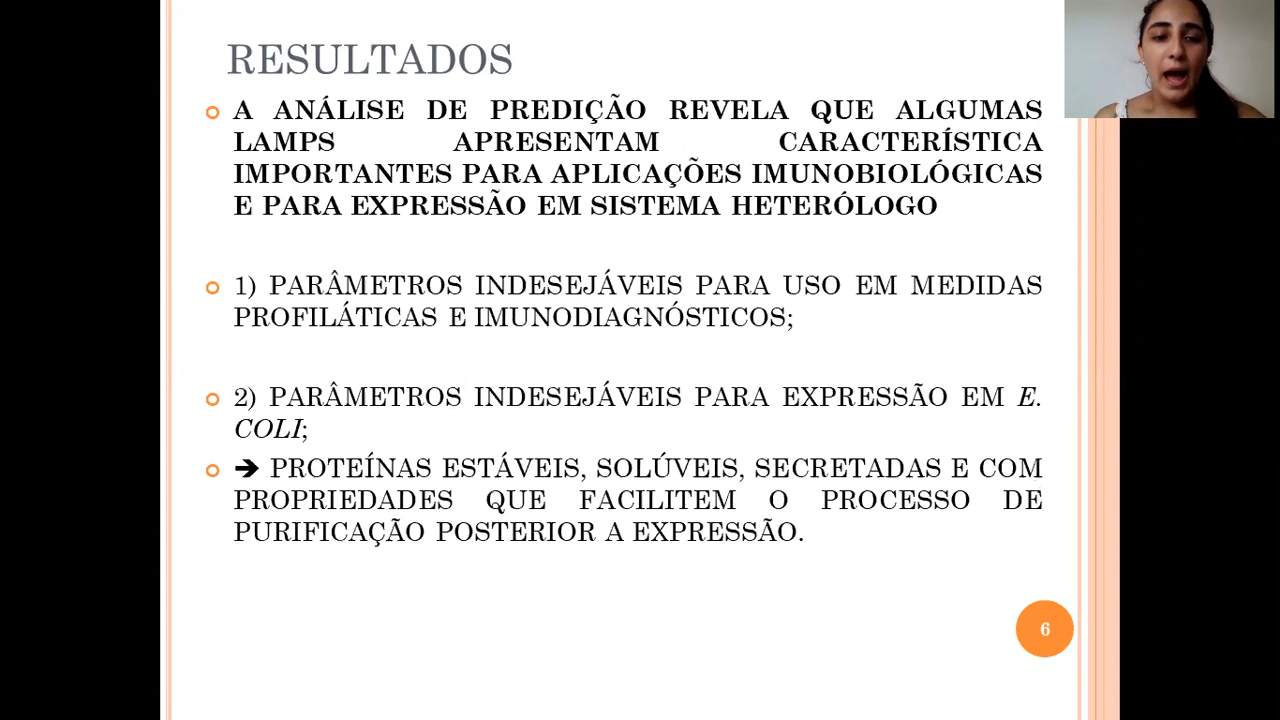 RESULTADOS
A ANÁLISE DE PREDIÇÃO REVELA QUE ALGUMAS
LAMPS APRESENTAM CARACTERÍSTICA
IMPORTANTES PARA APLICAÇÕES IMUNOBIOLÓGICAS
E PARA EXPRESSÃO EM SISTEMA HETERÓLOGO
1) PARÂMETROS INDESEJÁVEIS PARA USO EM MEDIDAS
PROFILÁTICAS E IMUNODIAGNÓSTICOS;
2) PARÂMETROS INDESEJÁVEIS PARA EXPRESSÃO EM E.
COLI;
➔ PROTEÍNAS ESTÁVEIS, SOLÚVEIS, SECRETADAS E COM
PROPRIEDADES QUE FACILITEM O PROCESSO DE
PURIFICAÇÃO POSTERIOR A EXPRESSÃO.
6